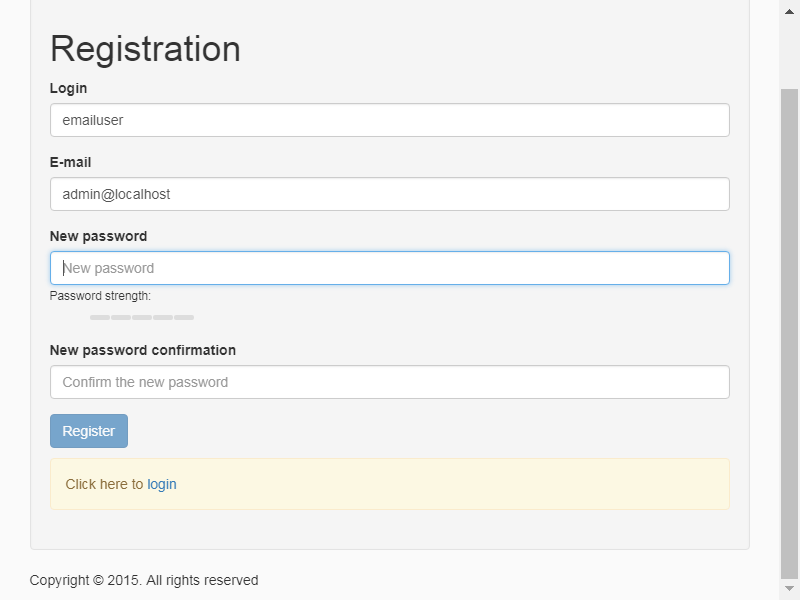 Registration
Login
emailuser
E-mail
admin@localhost
New password
New password
Password strength:
New password confirmation
Confirm the new password
Register
Click here to login
Copyright © 2015. All rights reserved